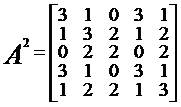 A² = [3 1 0 3 1
1 3 2 1 2
0 2 2 0 2
3 1 0 3 1
1 2 2 1 3]